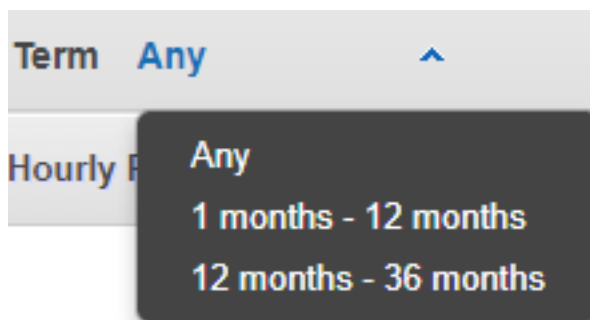 Term Any
Hourly
Any
1 months - 12 months
12 months - 36 months